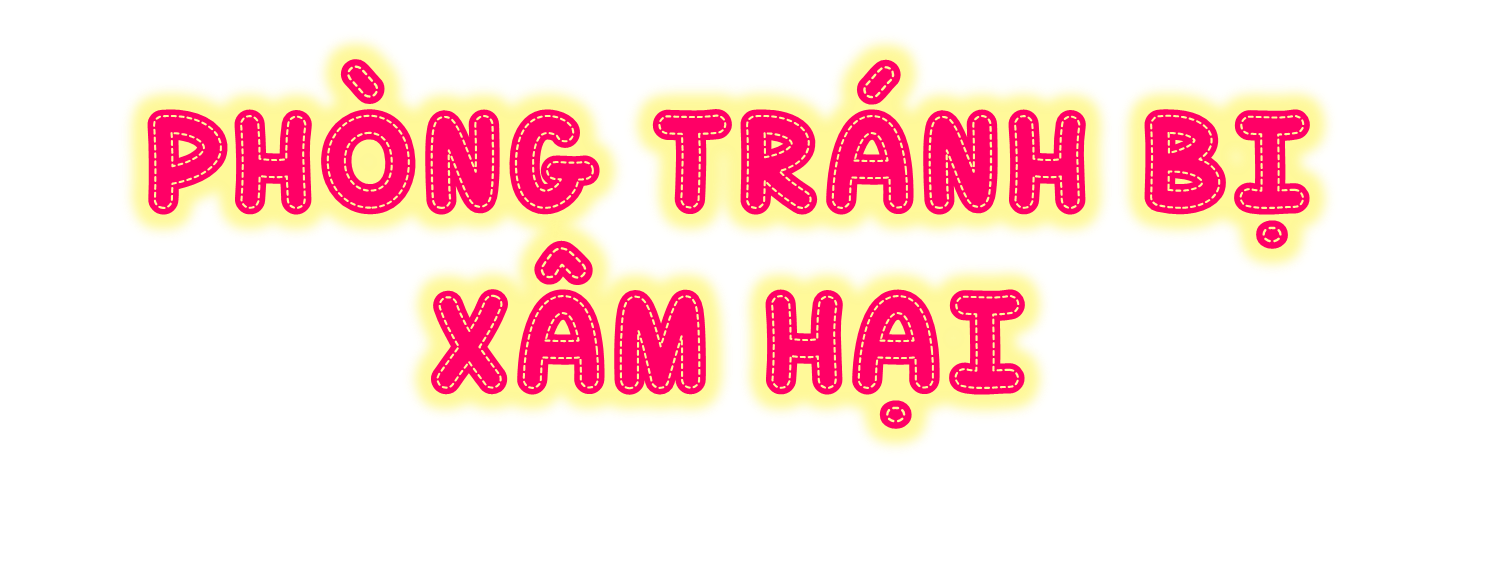 PHÒNG TRÁNH BỊ
XÂM HẠI